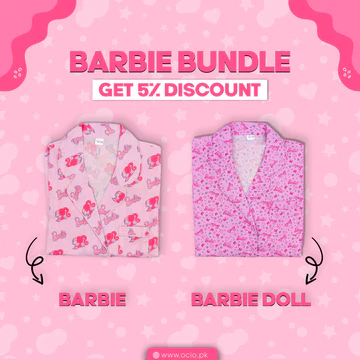 BARBIE BUNDLE
GET 5% DISCOUNT
BARBIE
BARBIE DOLL
www.ocio.pk